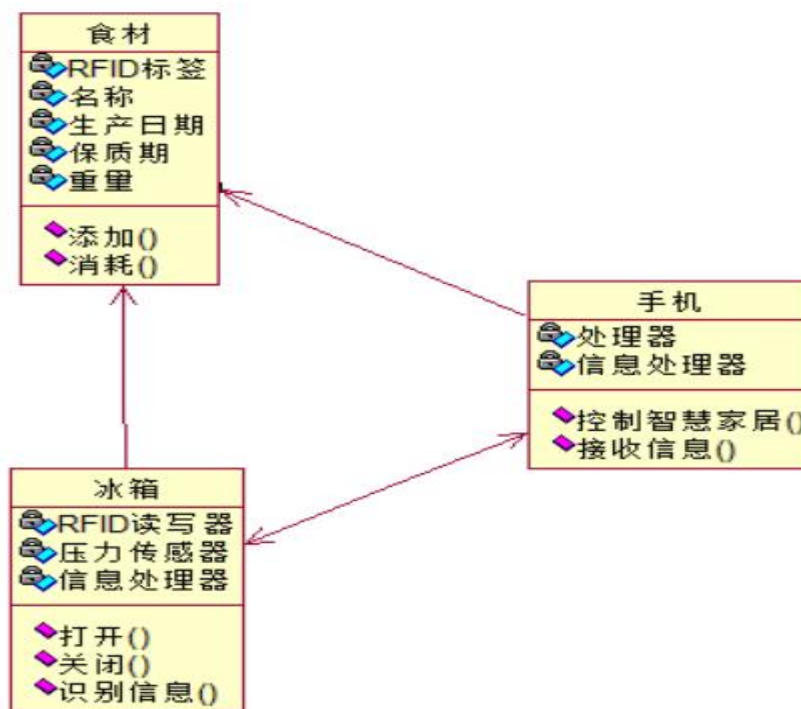 食材
RFID标签
名称
生产日期
保质期
重量
添加()
消耗()
手机
处理器
信息处理器
控制智慧家居()
接收信息()
冰箱
RFID读写器
压力传感器
信息处理器
打开()
关闭()
识别信息()